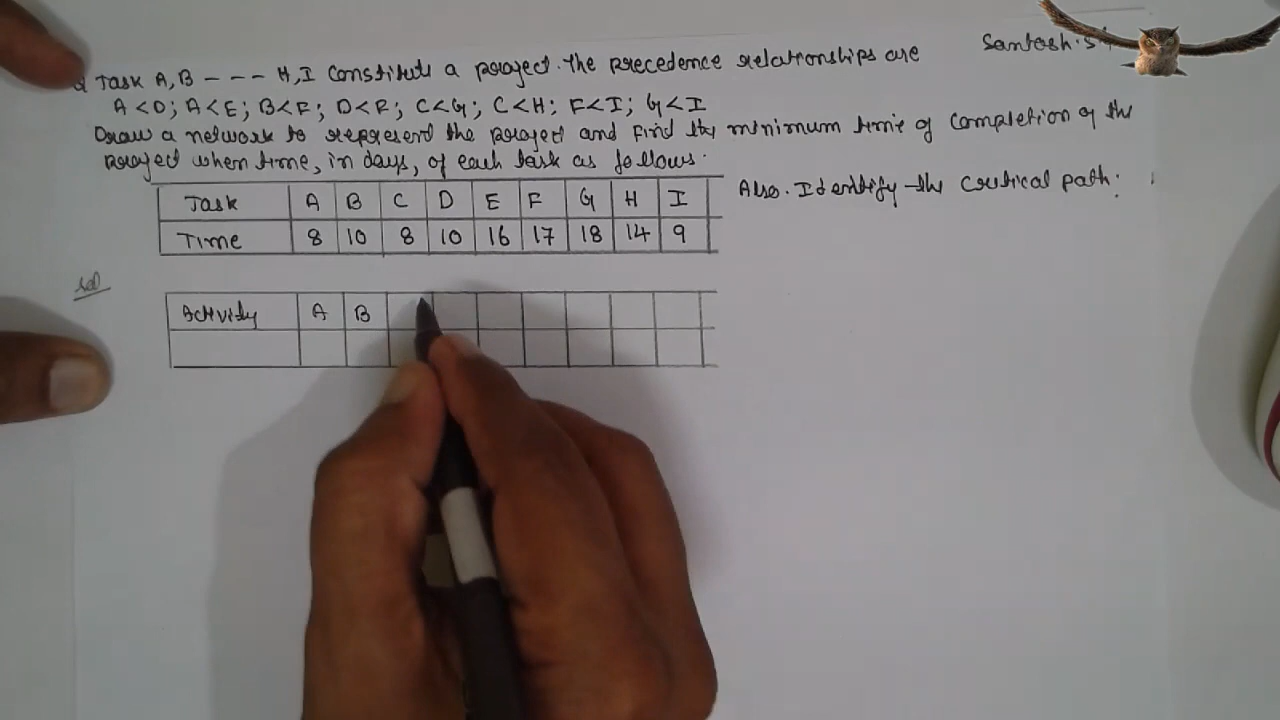 Task A, B - - - H, I Constitute a project. The precedence relationships are
A < D; A < E; B < F; D < F; C < G; C < H; F < I; G < I
Draw a network to represent the project and find the minimum time of completion of the
project when time, in days, of each task as follows.
Also. Identify the critical path.
Task A B C D E F G H I
Time 8 10 8 10 16 17 18 14 9
Sol
Activity A B